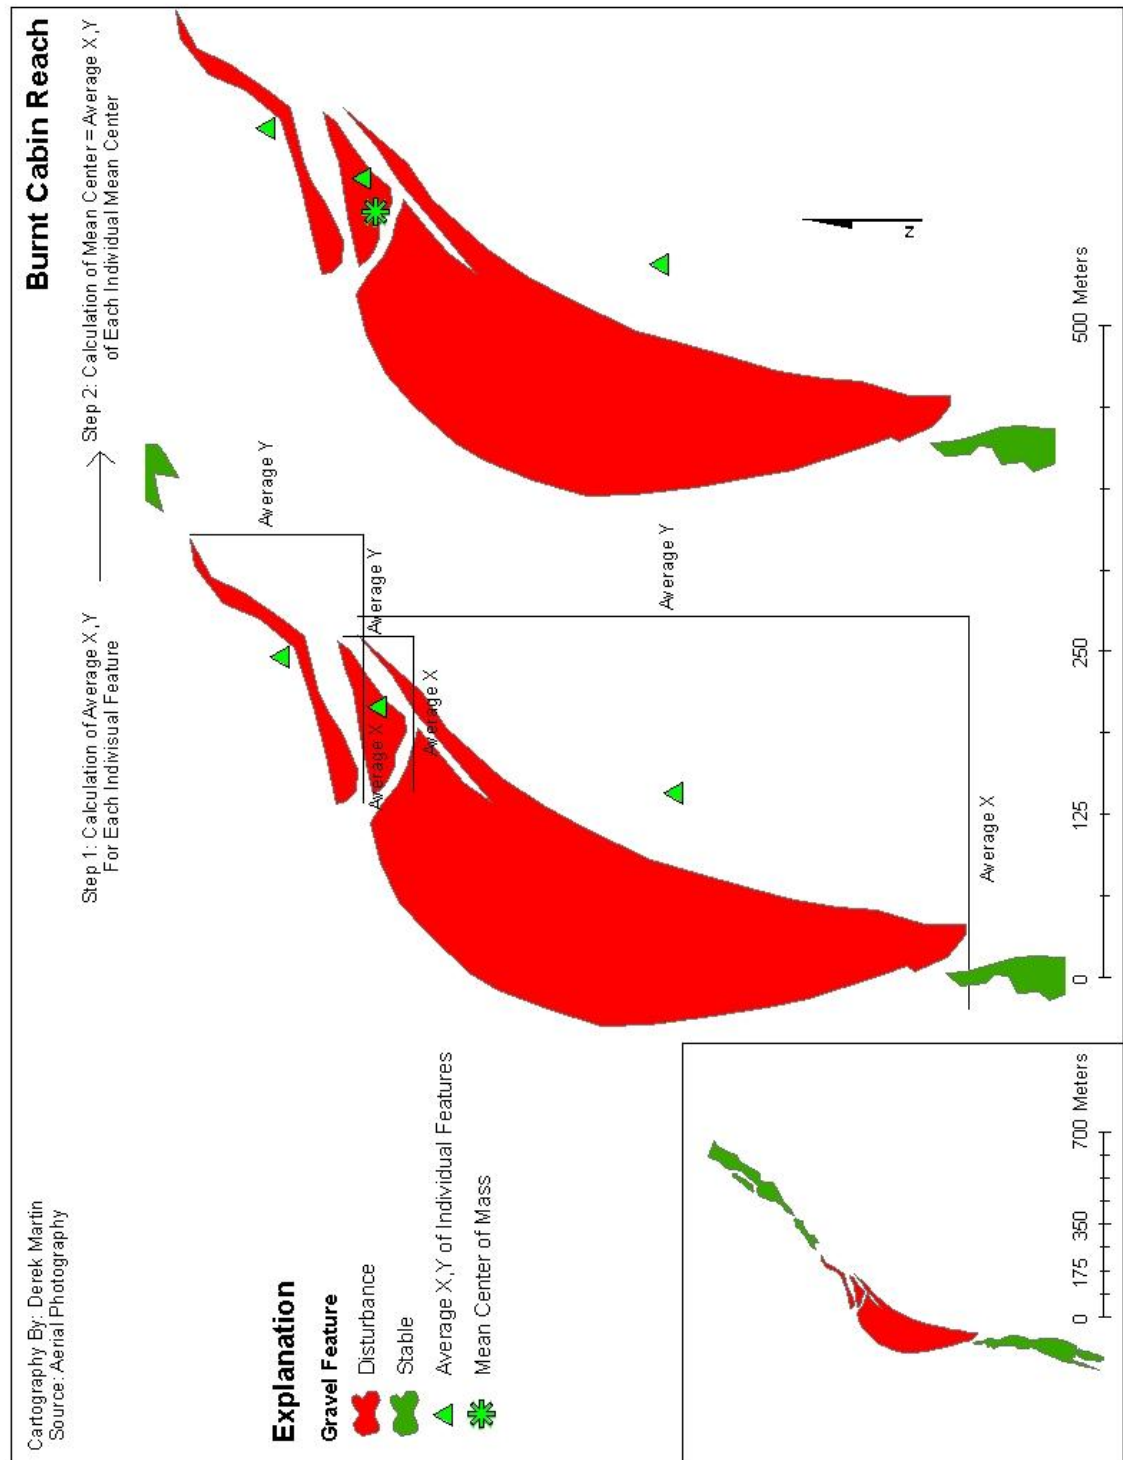 Burnt Cabin Reach
Cartography By: Derek Martin
Source: Aerial Photography
Step 1: Calculation of Average X,Y
For Each Indivisual Feature
Step 2: Calculation of Mean Center = Average X,Y
of Each Individual Mean Center
Average Y
Average Y
Average X
Average X
Average Y
Average X
Explanation
Gravel Feature
Disturbance
Stable
Average X,Y of Individual Features
Mean Center of Mass
N
0 125 250 500 Meters
0 175 350 700 Meters